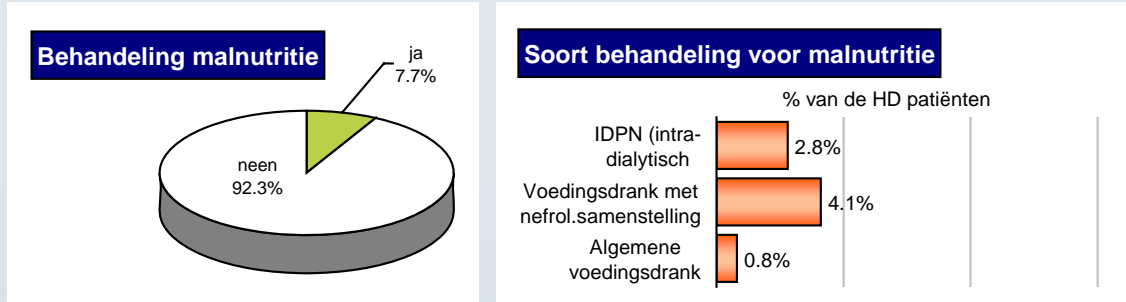 Behandeling malnutritie
ja
7.7%
neen
92.3%
Soort behandeling voor malnutritie
% van de HD patiënten
IDPN (intra-
dialytisch
2.8%
Voedingsdrank met
nefrol.samenstelling
4.1%
Algemene
voedingsdrank
0.8%